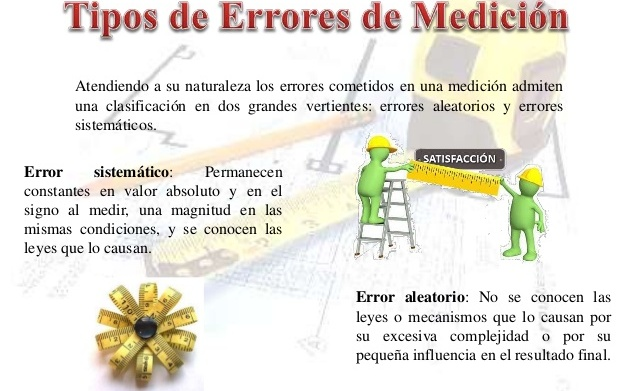 Tipos de Errores de Medición
Atendiendo a su naturaleza los errores cometidos en una medición admiten
una clasificación en dos grandes vertientes: errores aleatorios y errores
sistemáticos.
Error sistemático: Permanecen
constantes en valor absoluto y en el
signo al medir, una magnitud en las
mismas condiciones, y se conocen las
leyes que lo causan.
SATISFACCIÓN
Error aleatorio: No se conocen las
leyes o mecanismos que lo causan por
su excesiva complejidad o por su
pequeña influencia en el resultado final.